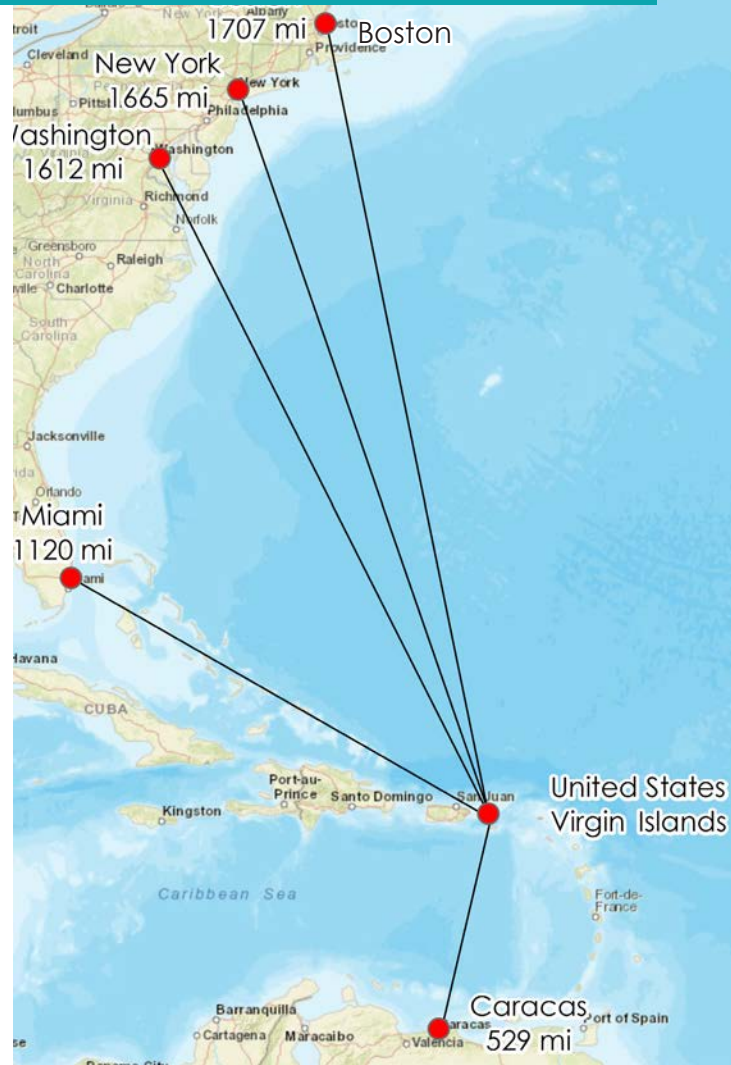 1707 mi
Boston
Albany
Providence
Cleveland
New York
1665 mi
New York
Philadelphia
Washington
1612 mi
Virginia
Richmond
Norfolk
Greensboro
North
Carolina
Raleigh
Charlotte
South
Carolina
Jacksonville
Orlando
Miami
1120 mi
Havana
CUBA
Port-au-
Prince
Santo Domingo
San Juan
Kingston
United States
Virgin Islands
Caribbean Sea
Fort-de-
France
Caracas
529 mi
Barranquilla
Cartagena
Maracaibo
Valencia
Port of Spain